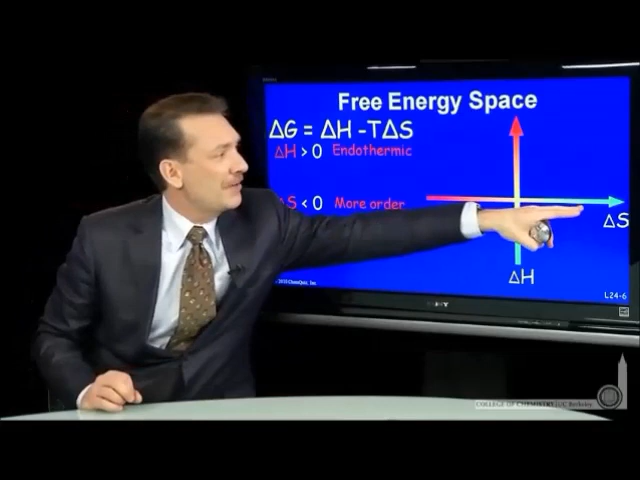 Free Energy Space
ΔG = ΔH -TΔS
ΔH > 0 Endothermic
ΔS < 0 More order
ΔS
ΔH
L24-6
COLLEGE OF CHEMISTRY | UC Berkeley